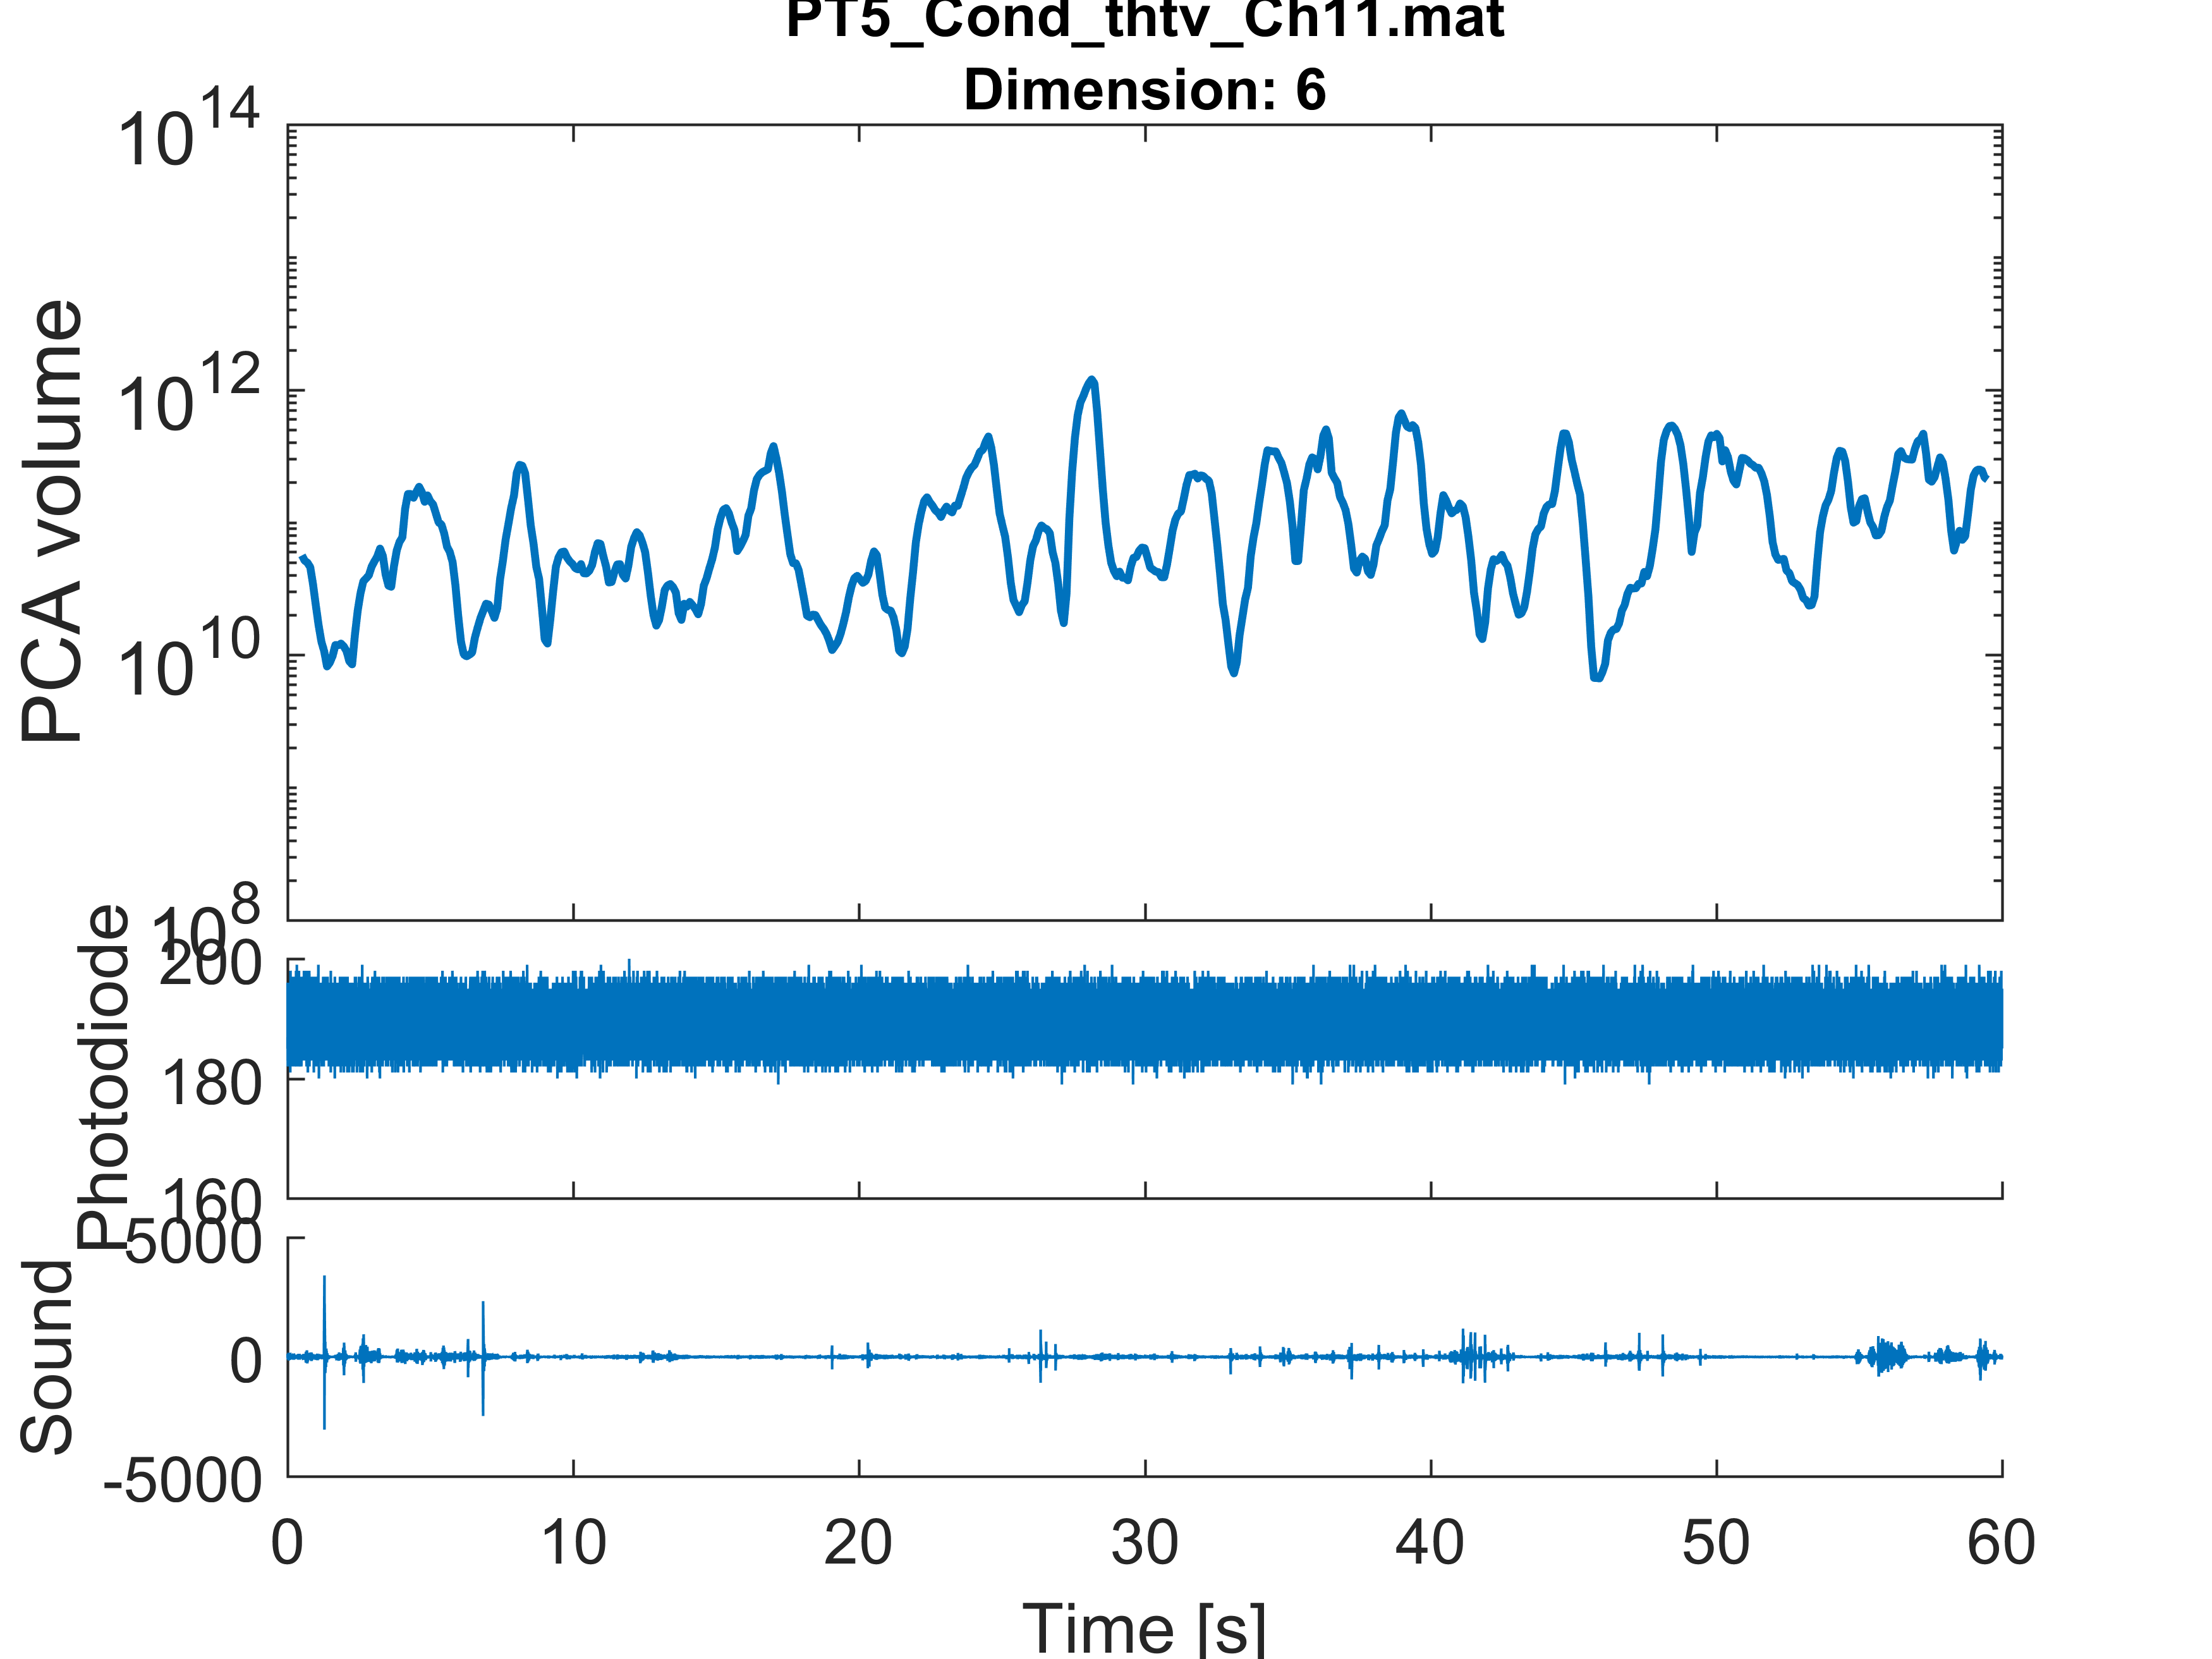 PT5_Cond_thtv_Ch11.mat
Dimension: 6
PCA volume
10^14
10^12
10^10
10^8
Photodiode
200
180
160
Sound
5000
0
-5000
0 10 20 30 40 50 60
Time [s]